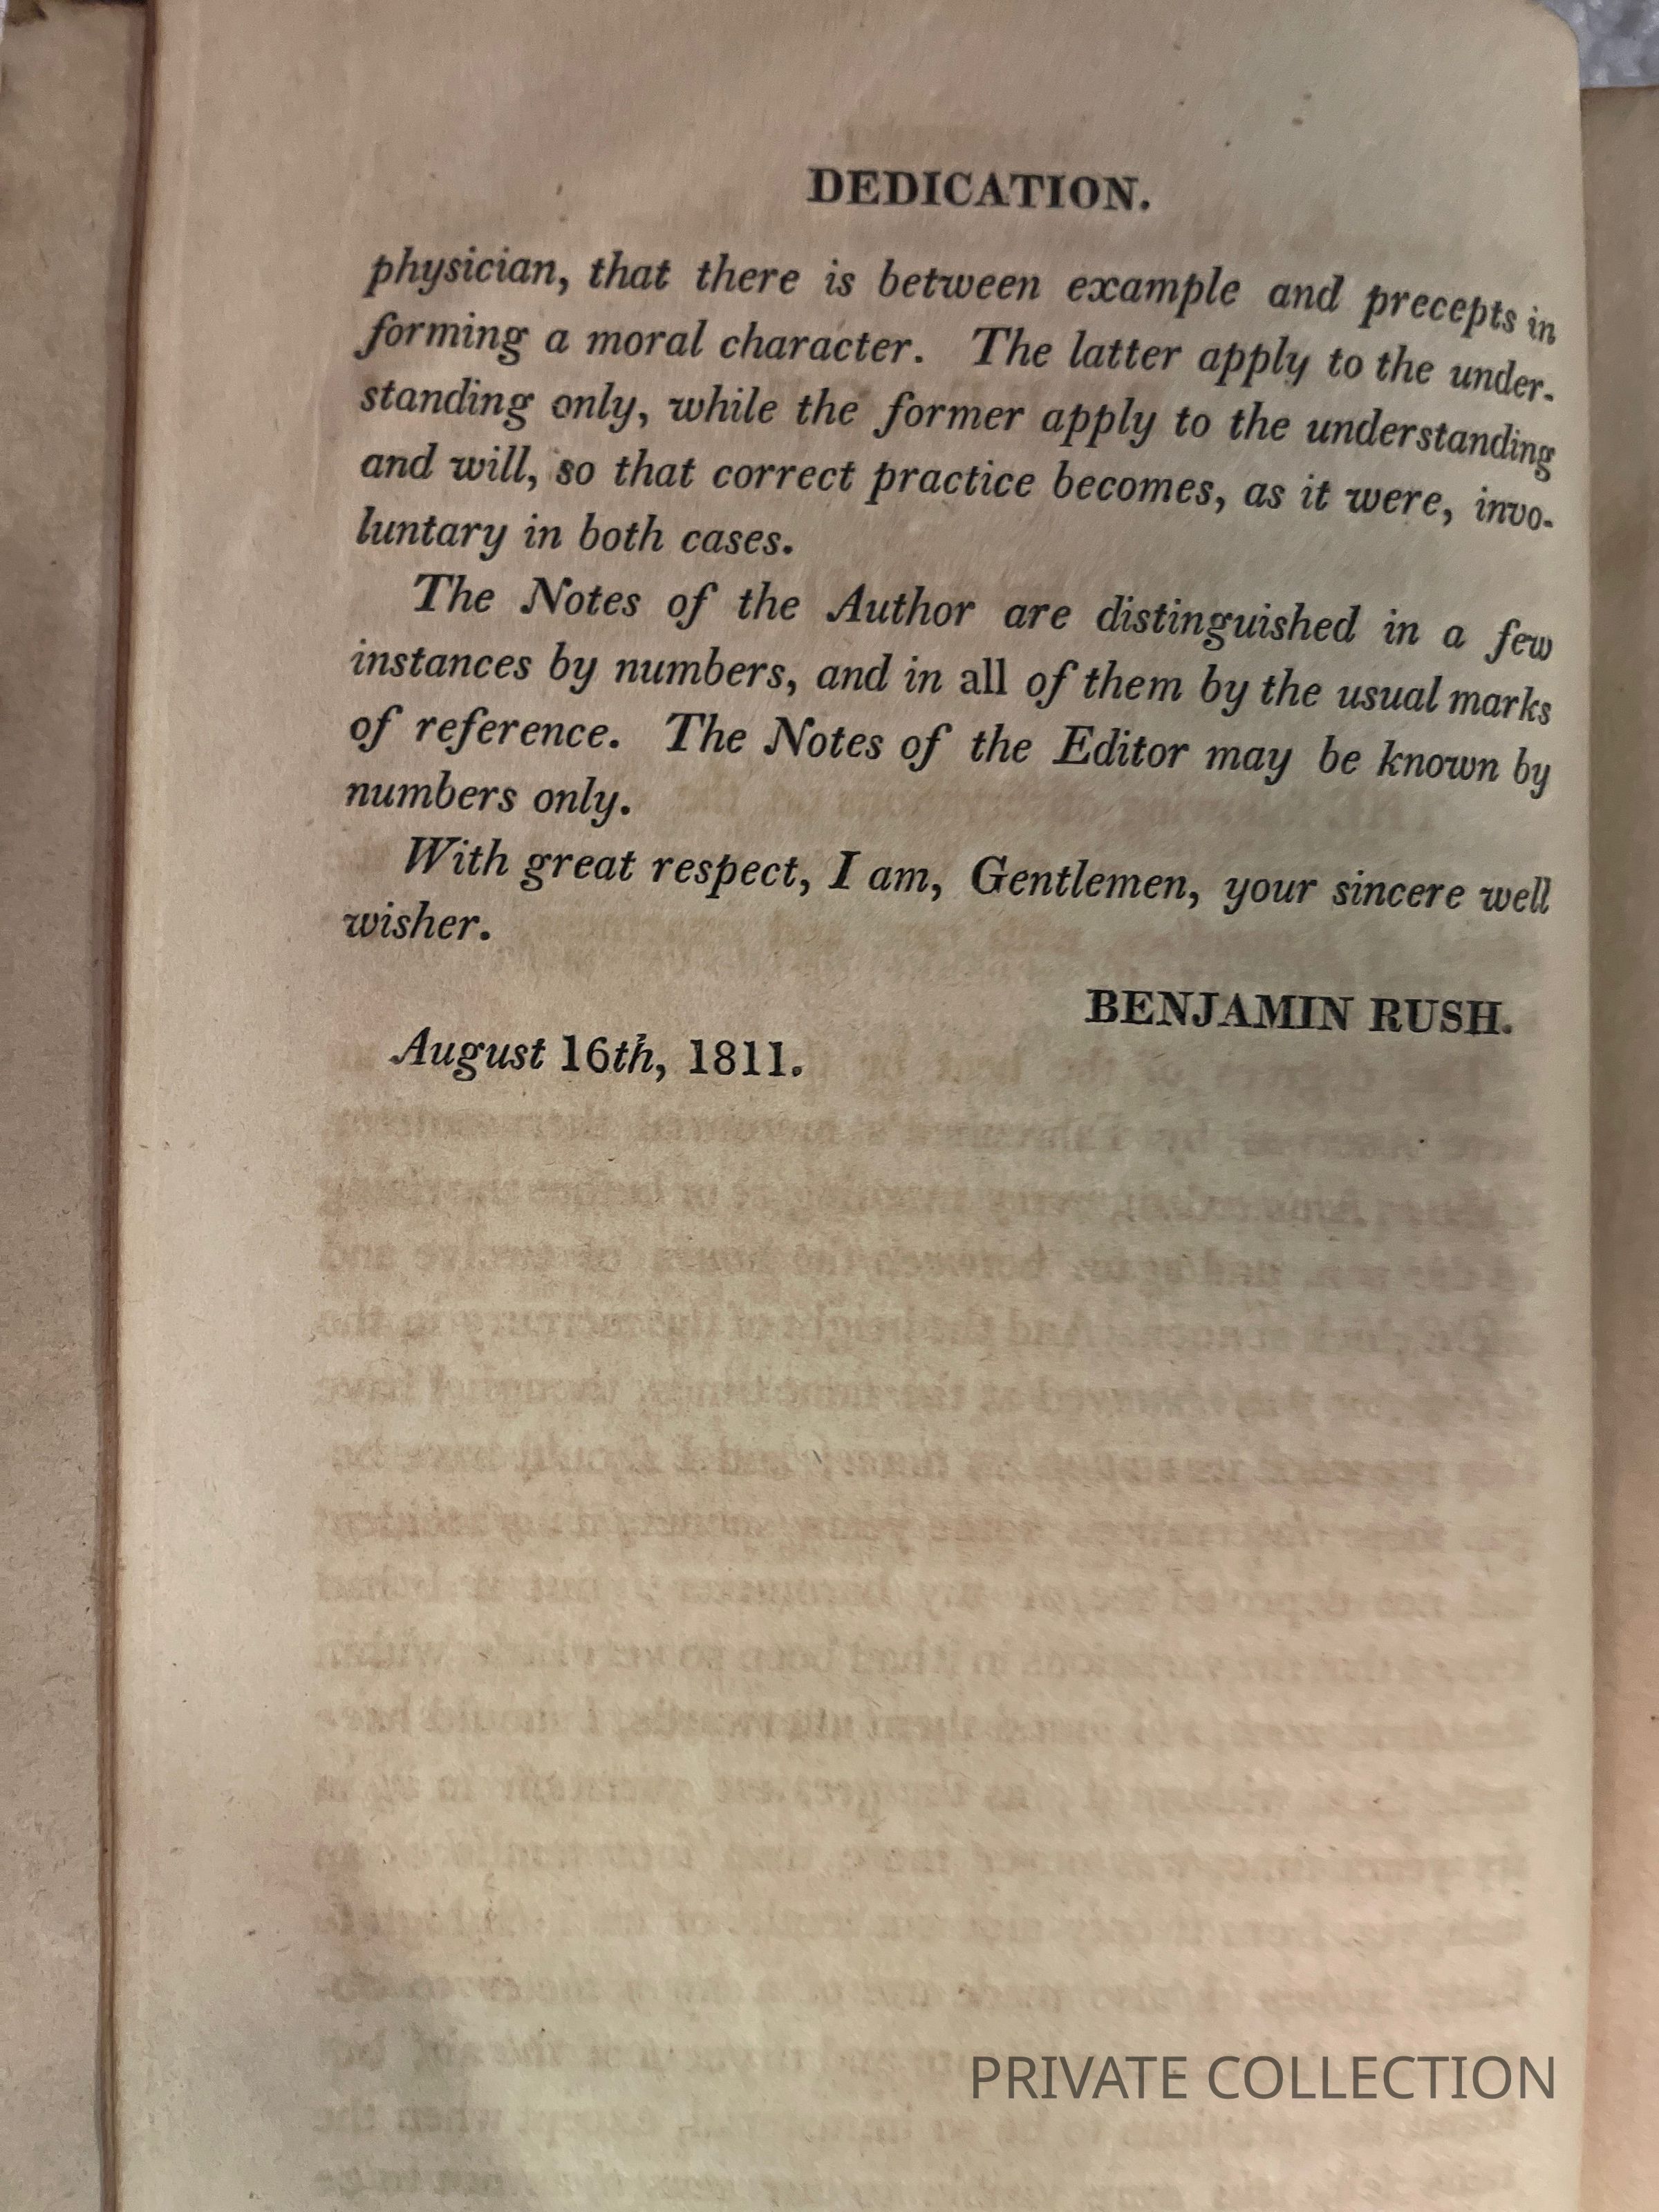 DEDICATION.
physician, that there is between example and precepts in
forming a moral character. The latter apply to the under-
standing only, while the former apply to the understanding
and will, so that correct practice becomes, as it were, invo-
luntary in both cases.
The Notes of the Author are distinguished in a few
instances by numbers, and in all of them by the usual marks
of reference. The Notes of the Editor may be known by
numbers only.
With great respect, I am, Gentlemen, your sincere well
wisher.
BENJAMIN RUSH.
August 16th, 1811.
PRIVATE COLLECTION